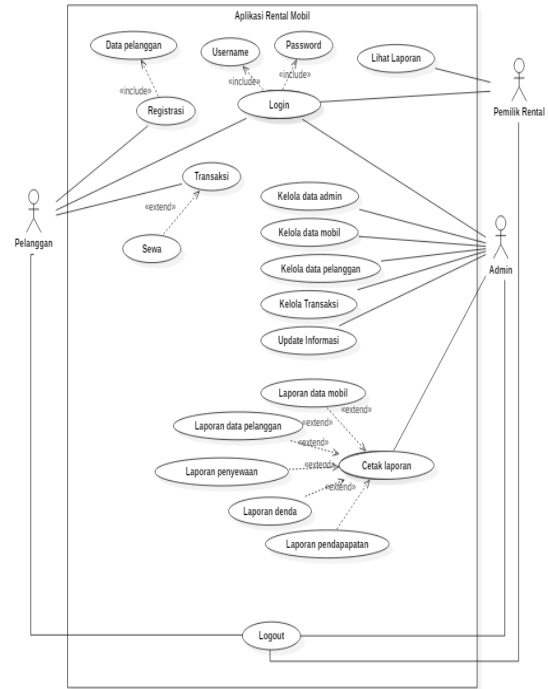 Aplikasi Rental Mobil
Data pelanggan
Username
Password
Lihat Laporan
«include»
«include»
«include»
Registrasi
Login
Pemilik Rental
Transaksi
«extend»
Kelola data admin
Pelanggan
Sewa
Kelola data mobil
Kelola data pelanggan
Admin
Kelola Transaksi
Update Informasi
Laporan data mobil
«extend»
Laporan data pelanggan
«extend»
«extend»
Laporan penyewaan
«extend»
Cetak laporan
«extend»
Laporan denda
Laporan pendapapatan
Logout